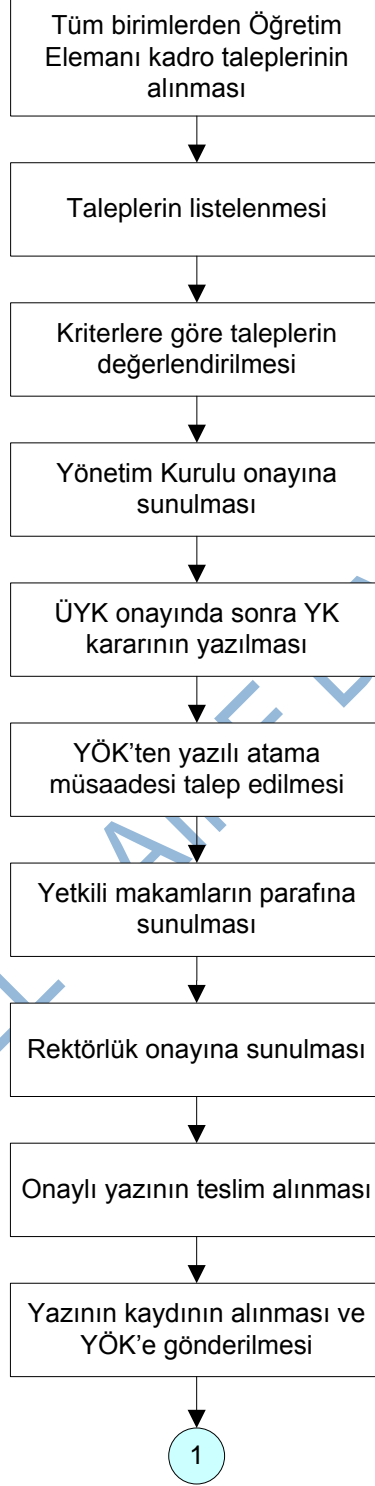 Tüm birimlerden Öğretim
Elemanı kadro taleplerinin
alınması
Taleplerin listelenmesi
Kriterlere göre taleplerin
değerlendirilmesi
Yönetim Kurulu onayına
sunulması
ÜYK onayında sonra YK
kararının yazılması
YÖK’ten yazılı atama
müsaadesi talep edilmesi
Yetkili makamların parafına
sunulması
Rektörlük onayına sunulması
Onaylı yazının teslim alınması
Yazının kaydının alınması ve
YÖK’e gönderilmesi
1